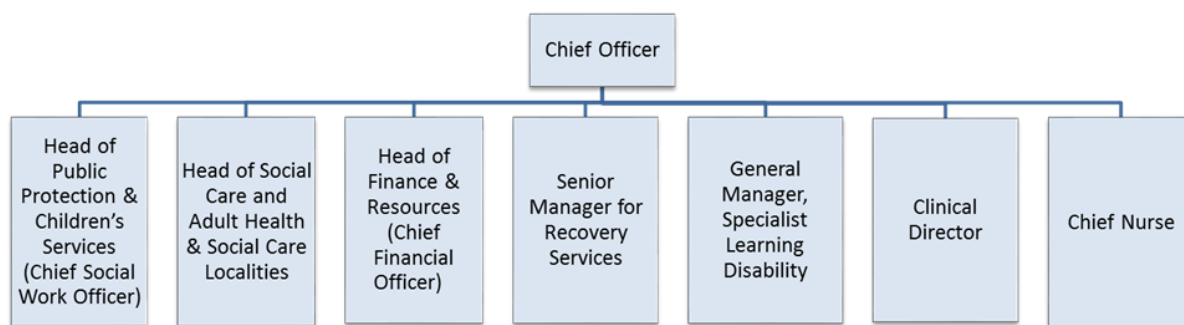 Chief Officer
Head of
Public
Protection &
Children’s
Services
(Chief Social
Work Officer)
Head of Social
Care and
Adult Health
& Social Care
Localities
Head of
Finance &
Resources
(Chief
Financial
Officer)
Senior
Manager for
Recovery
Services
General
Manager,
Specialist
Learning
Disability
Clinical
Director
Chief Nurse